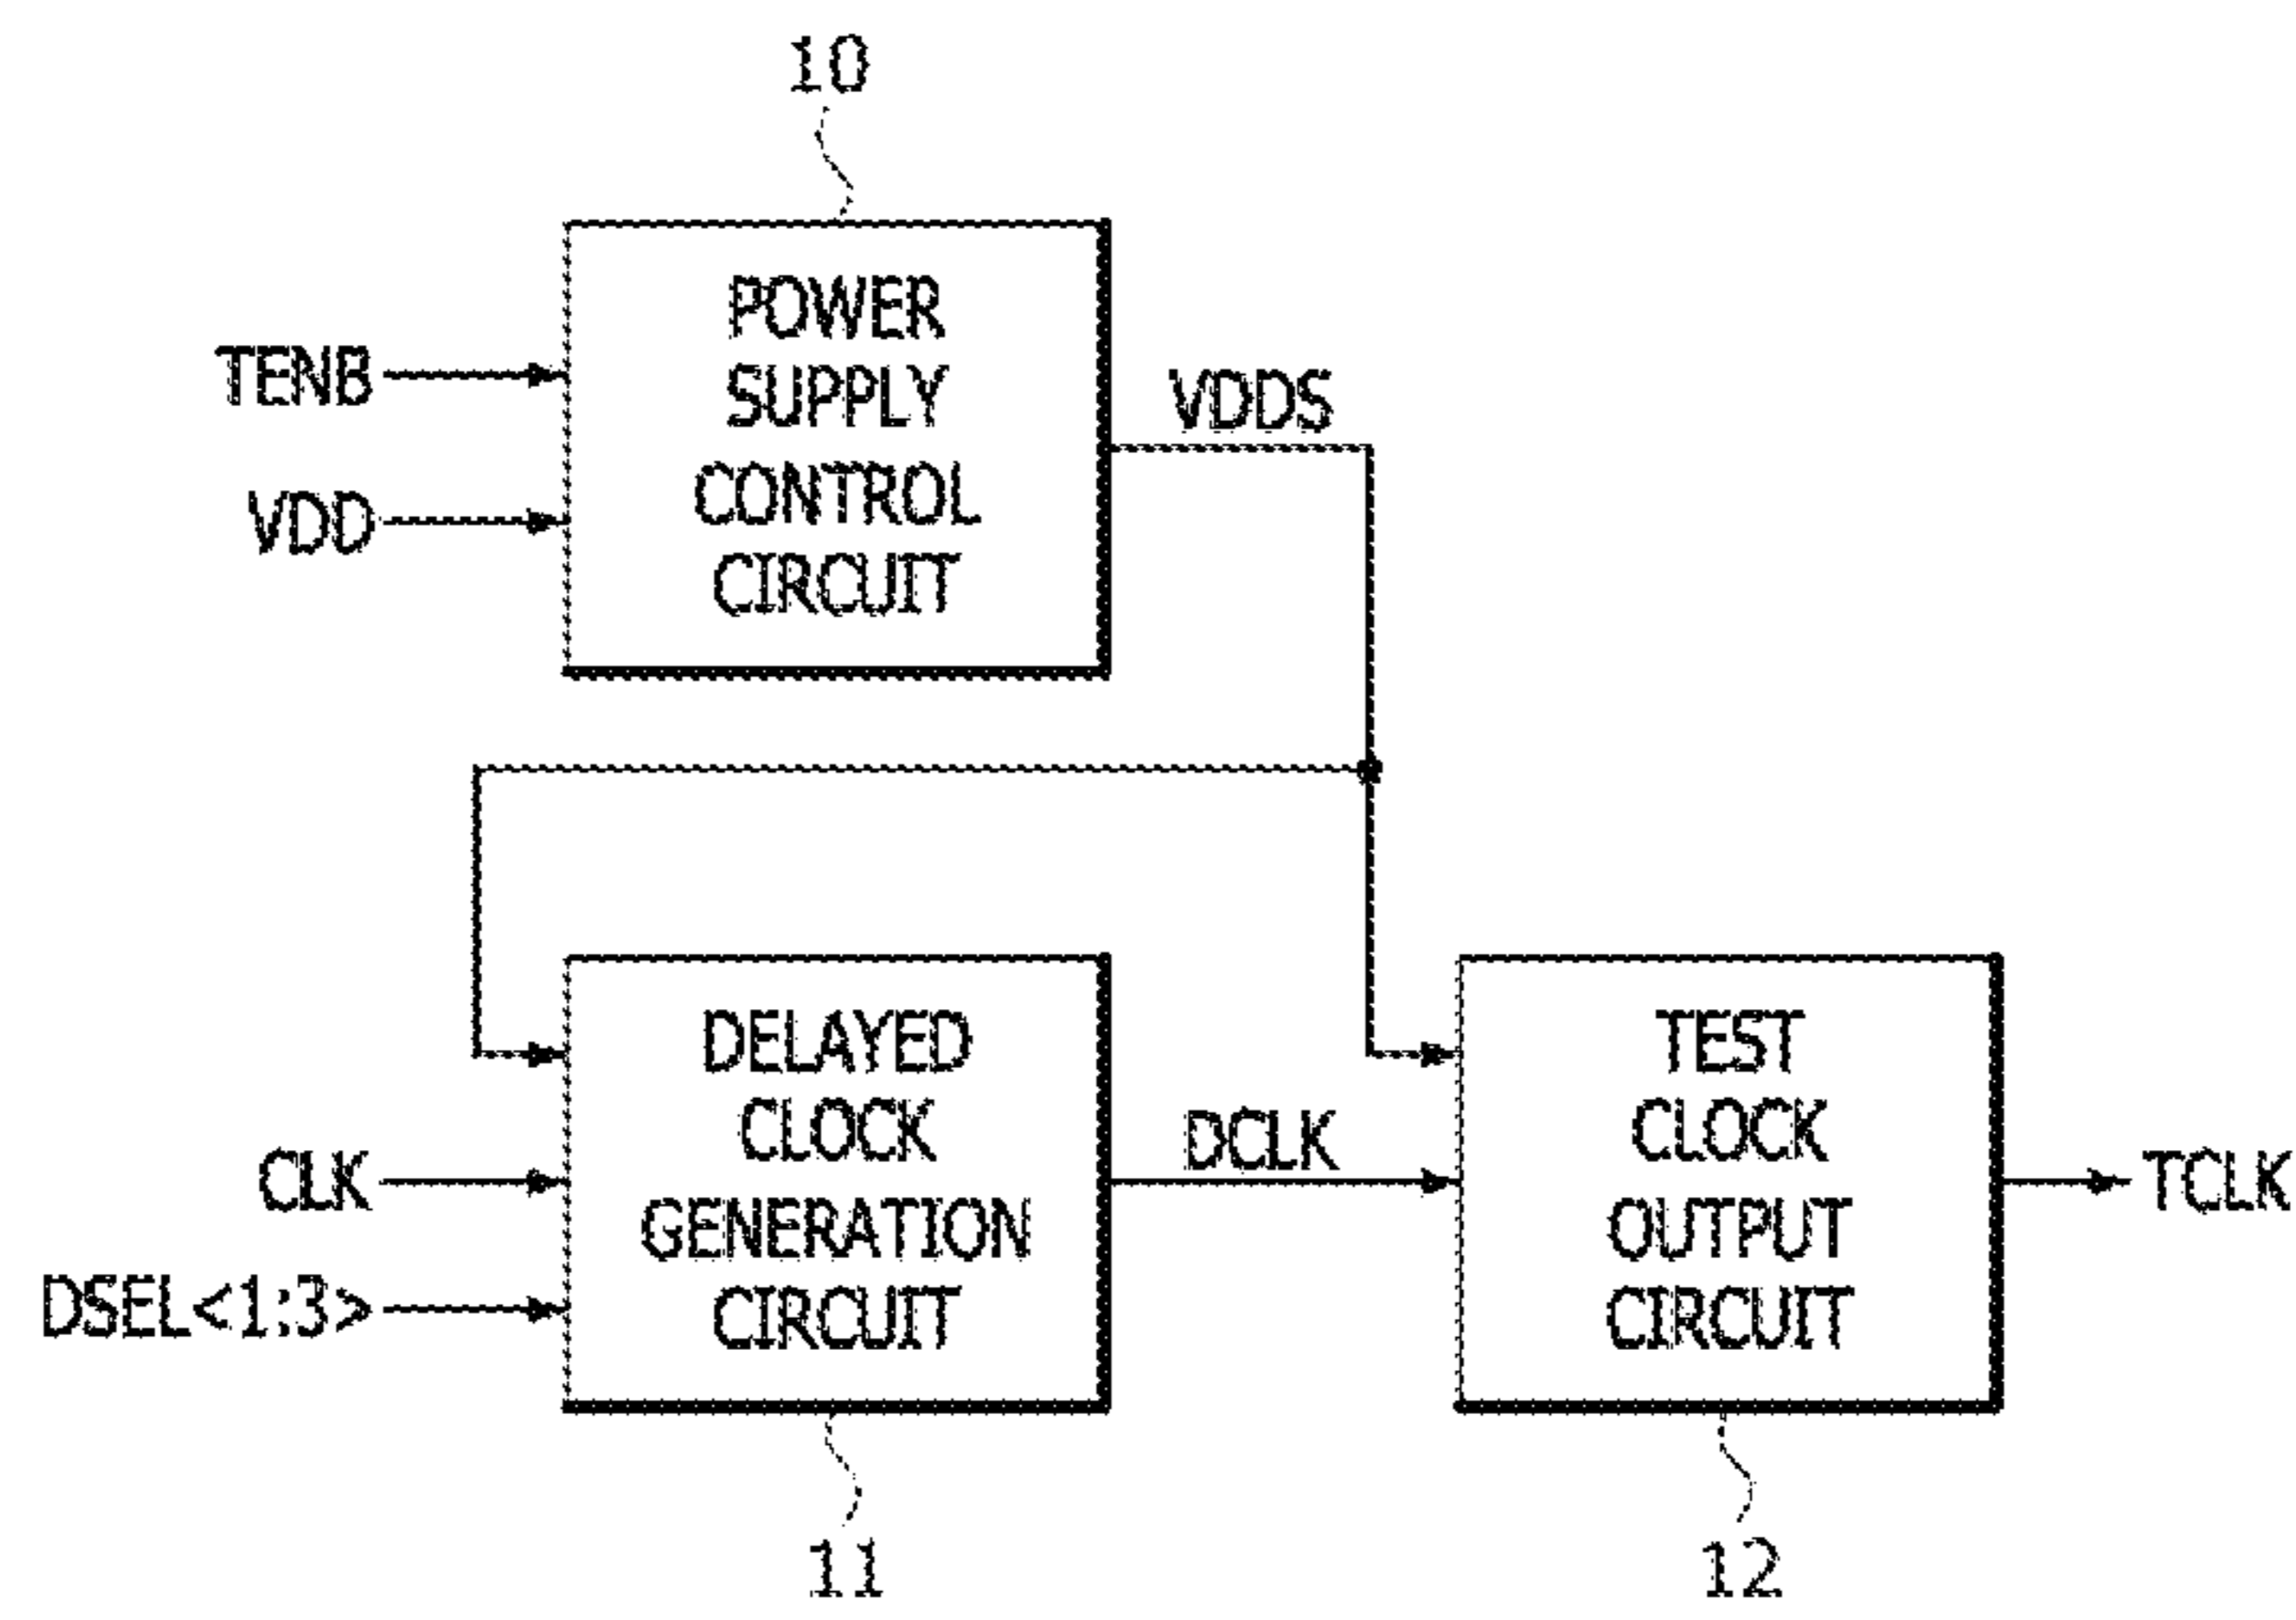 10
POWER
SUPPLY
CONTROL
CIRCUIT
TENB
VDD
VDDS
DELAYED
CLOCK
GENERATION
CIRCUIT
CLK
DSEL<1:3>
DCLK
TEST
CLOCK
OUTPUT
CIRCUIT
TCLK
11
12